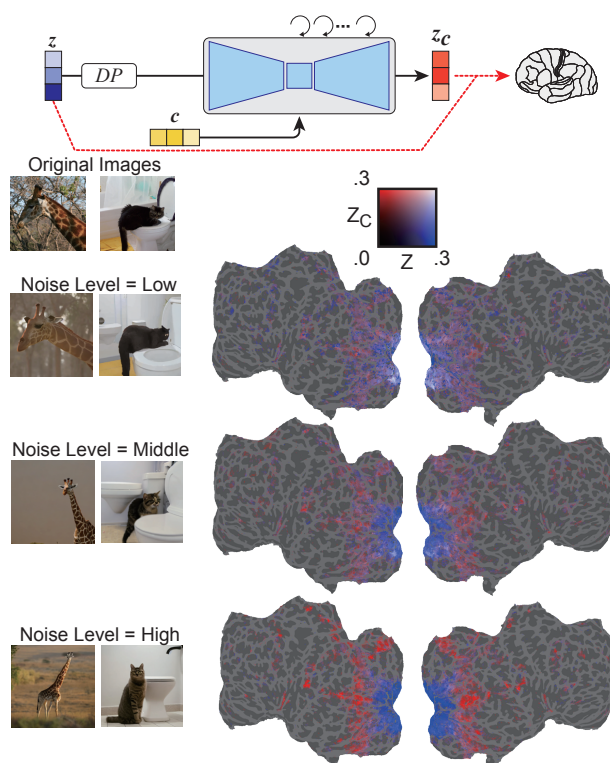 z
DP
z_c
c
Original Images
.3
Z_C
.0 Z .3
Noise Level = Low
Noise Level = Middle
Noise Level = High